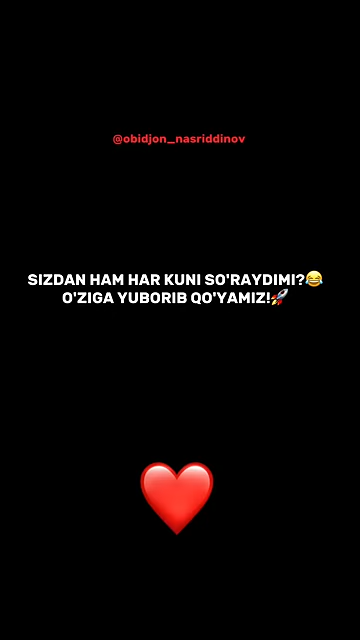 @obidjon_nasriddinov
SIZDAN HAM HAR KUNI SO'RAYDIMI?😂
O'ZIGA YUBORIB QO'YAMIZ!🚀